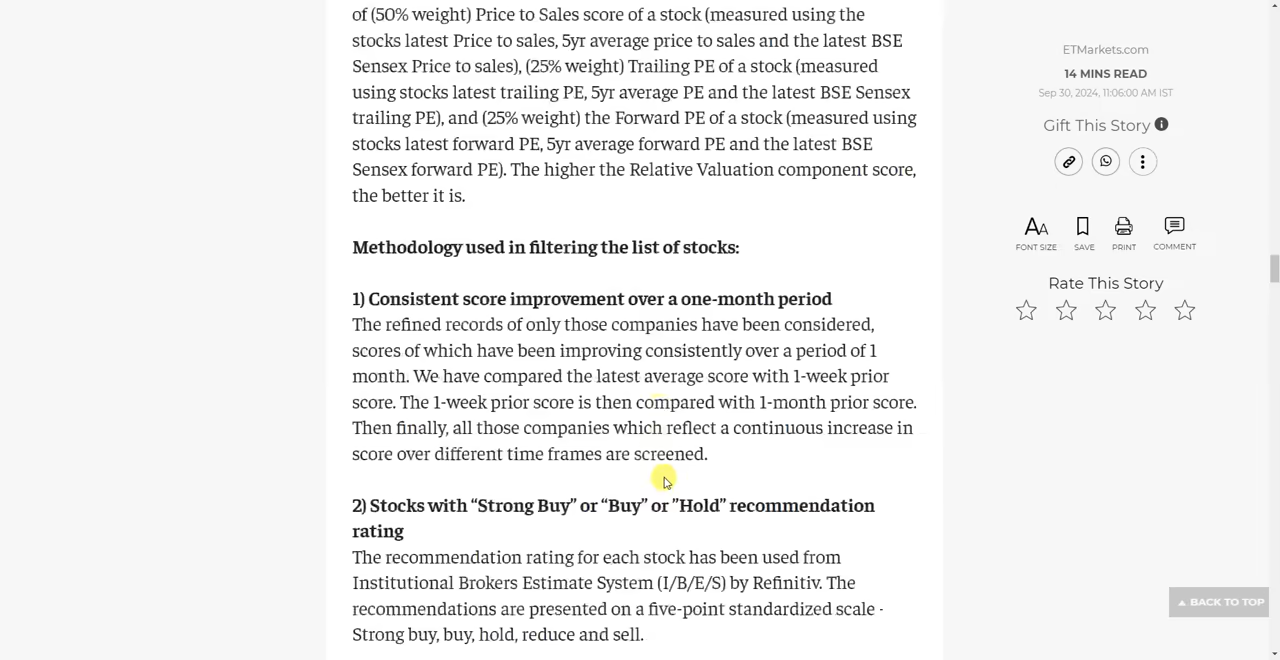 of (50% weight) Price to Sales score of a stock (measured using the
stocks latest Price to sales, 5yr average price to sales and the latest BSE
Sensex Price to sales), (25% weight) Trailing PE of a stock (measured
using stocks latest trailing PE, 5yr average PE and the latest BSE Sensex
trailing PE), and (25% weight) the Forward PE of a stock (measured using
stocks latest forward PE, 5yr average forward PE and the latest BSE
Sensex forward PE). The higher the Relative Valuation component score,
the better it is.
Methodology used in filtering the list of stocks:
1) Consistent score improvement over a one-month period
The refined records of only those companies have been considered,
scores of which have been improving consistently over a period of 1
month. We have compared the latest average score with 1-week prior
score. The 1-week prior score is then compared with 1-month prior score.
Then finally, all those companies which reflect a continuous increase in
score over different time frames are screened.
2) Stocks with “Strong Buy” or “Buy” or ”Hold” recommendation
rating
The recommendation rating for each stock has been used from
Institutional Brokers Estimate System (I/B/E/S) by Refinitiv. The
recommendations are presented on a five-point standardized scale -
Strong buy, buy, hold, reduce and sell.
ETMarkets.com
14 MINS READ
Sep 30, 2024, 11:06:00 AM IST
Gift This Story
FONT SIZE SAVE PRINT COMMENT
Rate This Story
BACK TO TOP